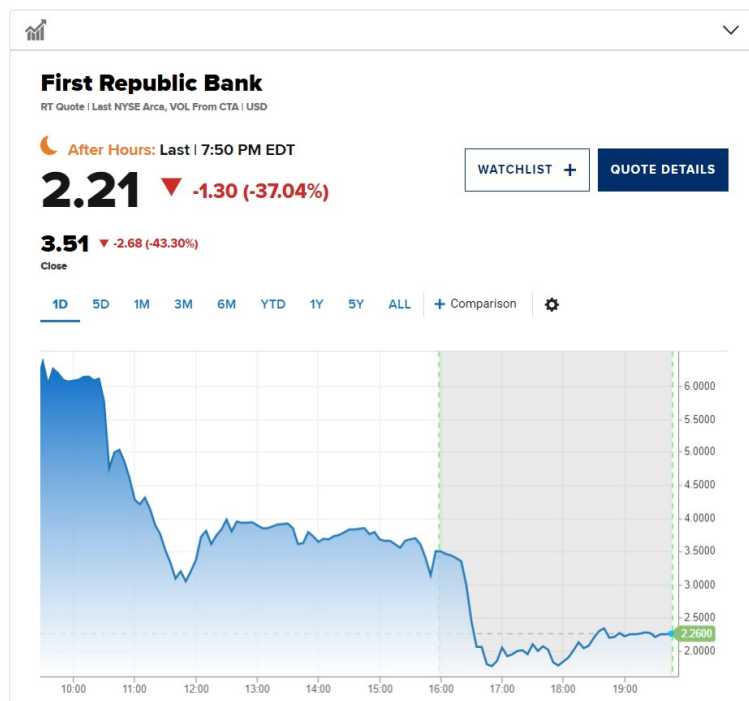 First Republic Bank
RT Quote | Last NYSE Arca, VOL From CTA | USD
After Hours: Last | 7:50 PM EDT
WATCHLIST +
QUOTE DETAILS
2.21 ▼ -1.30 (-37.04%)
3.51 ▼ -2.68 (-43.30%)
Close
1D 5D 1M 3M 6M YTD 1Y 5Y ALL + Comparison
6.0000
5.5000
5.0000
4.5000
4.0000
3.5000
3.0000
2.5000
2.2600
2.0000
10:00 11:00 12:00 13:00 14:00 15:00 16:00 17:00 18:00 19:00